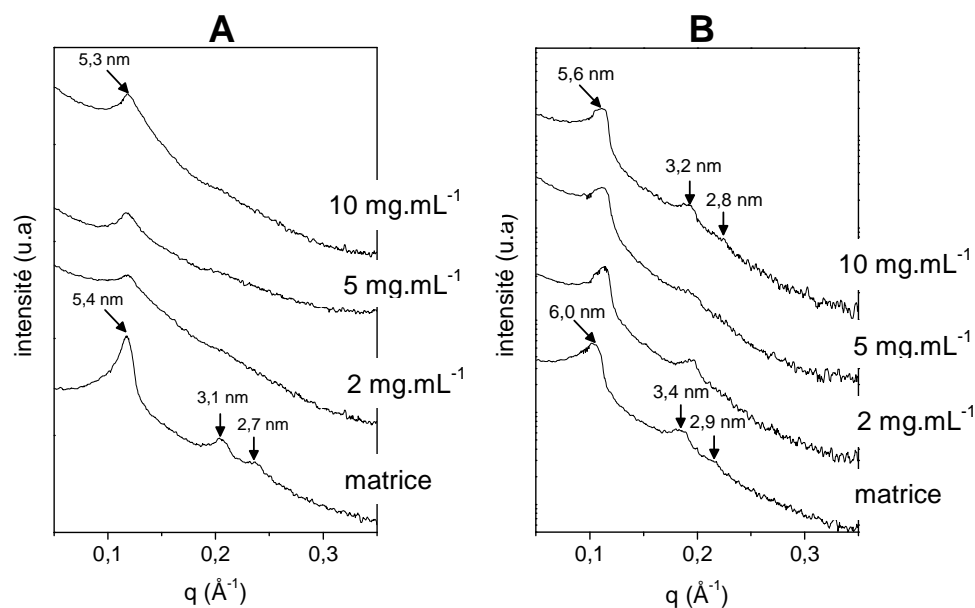 A
5,3 nm
10 mg.mL⁻¹
5 mg.mL⁻¹
5,4 nm
2 mg.mL⁻¹
3,1 nm
2,7 nm
matrice
intensité (u.a)
0,1
0,2
0,3
q (Å⁻¹)
B
5,6 nm
3,2 nm
2,8 nm
10 mg.mL⁻¹
5 mg.mL⁻¹
6,0 nm
3,4 nm
2,9 nm
2 mg.mL⁻¹
matrice
intensité (u.a)
0,1
0,2
0,3
q (Å⁻¹)